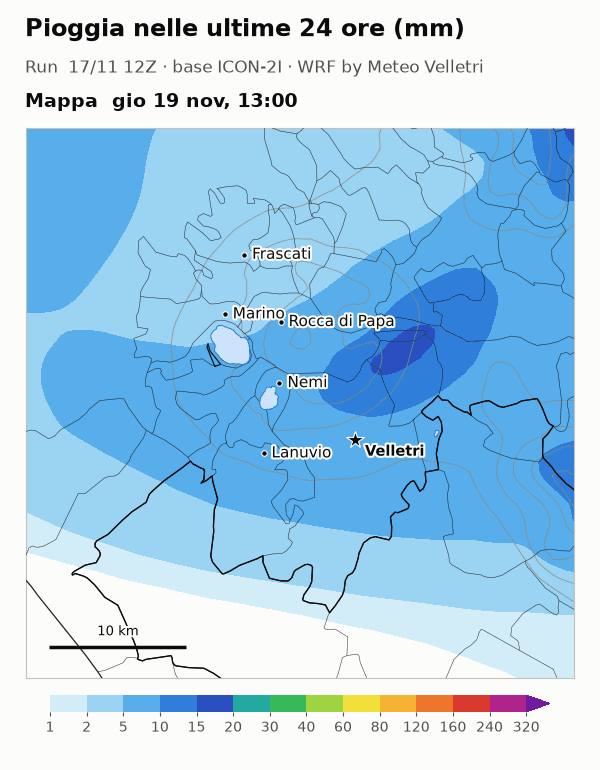 Pioggia nelle ultime 24 ore (mm)
Run 17/11 12Z · base ICON-2I · WRF by Meteo Velletri
Mappa gio 19 nov, 13:00
Frascati
Marino
Rocca di Papa
Nemi
Velletri
Lanuvio
10 km
1 2 5 10 15 20 30 40 60 80 120 160 240 320